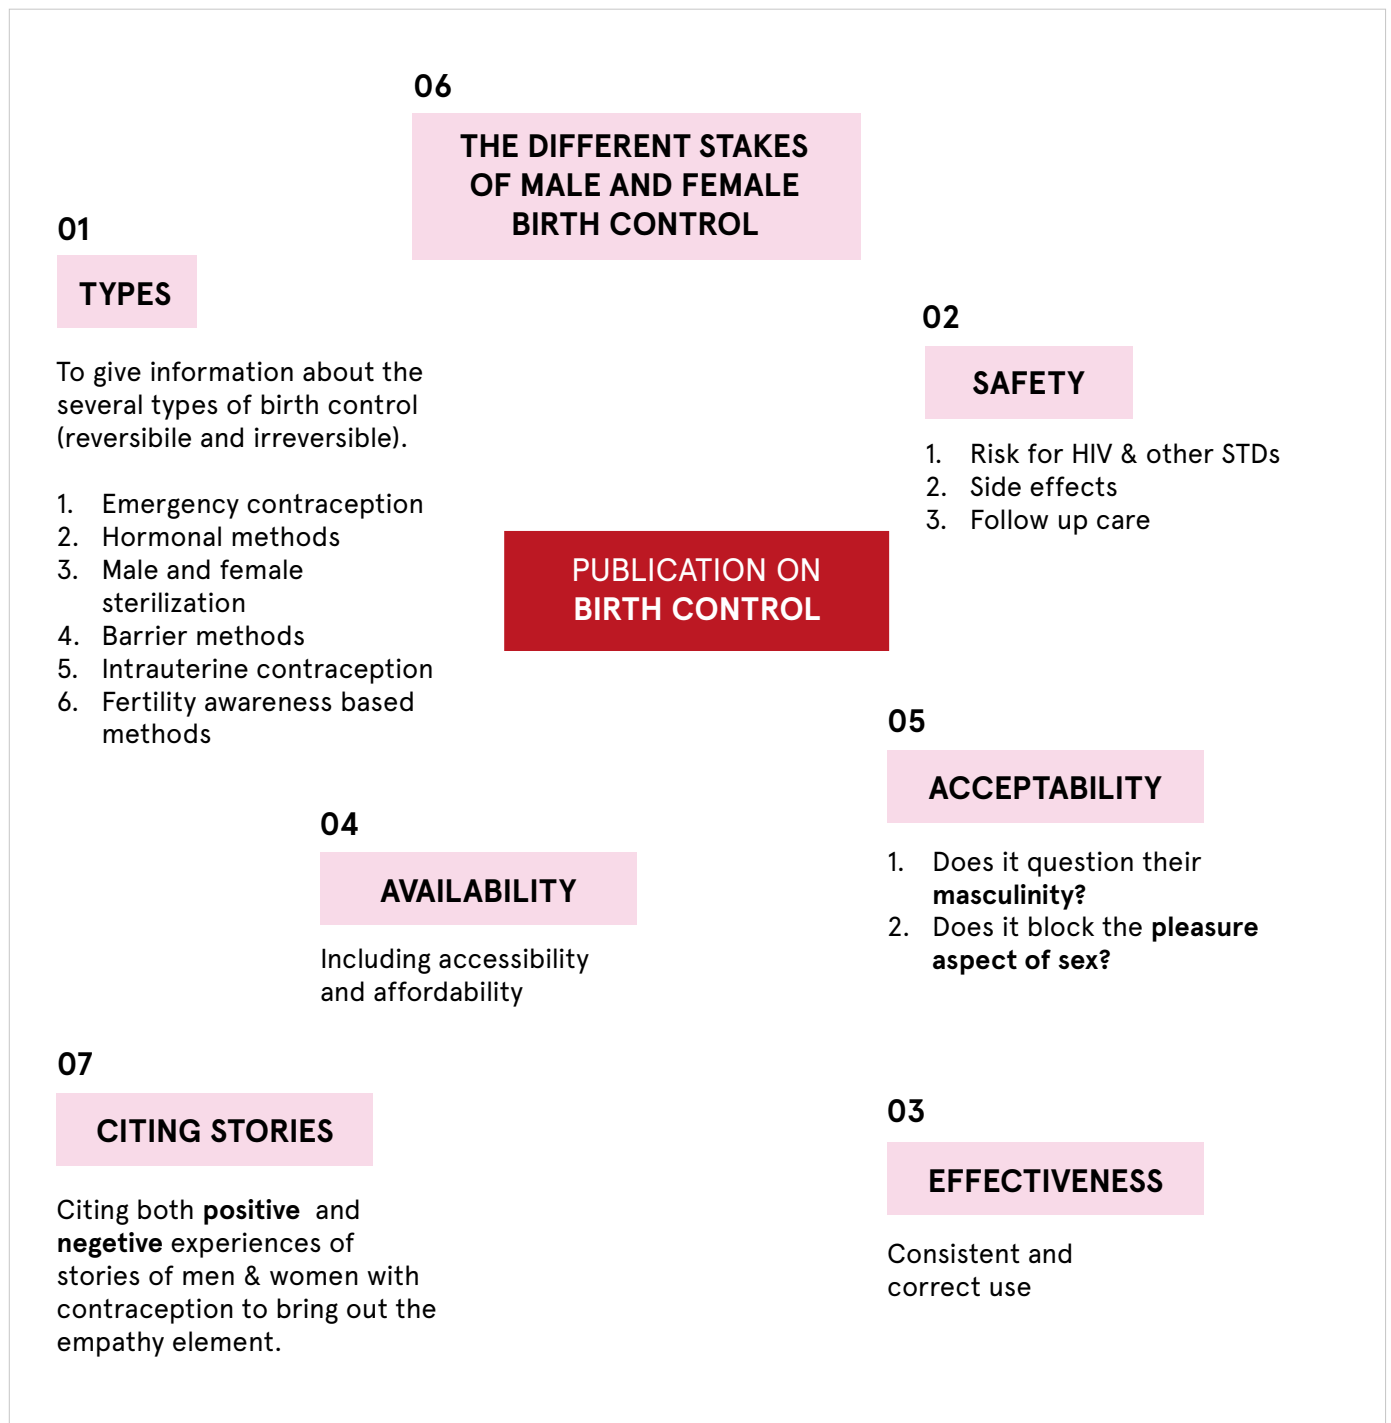 06
THE DIFFERENT STAKES
OF MALE AND FEMALE
BIRTH CONTROL
01
TYPES
To give information about the
several types of birth control
(reversibile and irreversible).
1. Emergency contraception
2. Hormonal methods
3. Male and female
sterilization
4. Barrier methods
5. Intrauterine contraception
6. Fertility awareness based
methods
02
SAFETY
1. Risk for HIV & other STDs
2. Side effects
3. Follow up care
PUBLICATION ON
BIRTH CONTROL
05
ACCEPTABILITY
1. Does it question their
masculinity?
2. Does it block the pleasure
aspect of sex?
04
AVAILABILITY
Including accessibility
and affordability
07
CITING STORIES
Citing both positive and
negetive experiences of
stories of men & women with
contraception to bring out the
empathy element.
03
EFFECTIVENESS
Consistent and
correct use